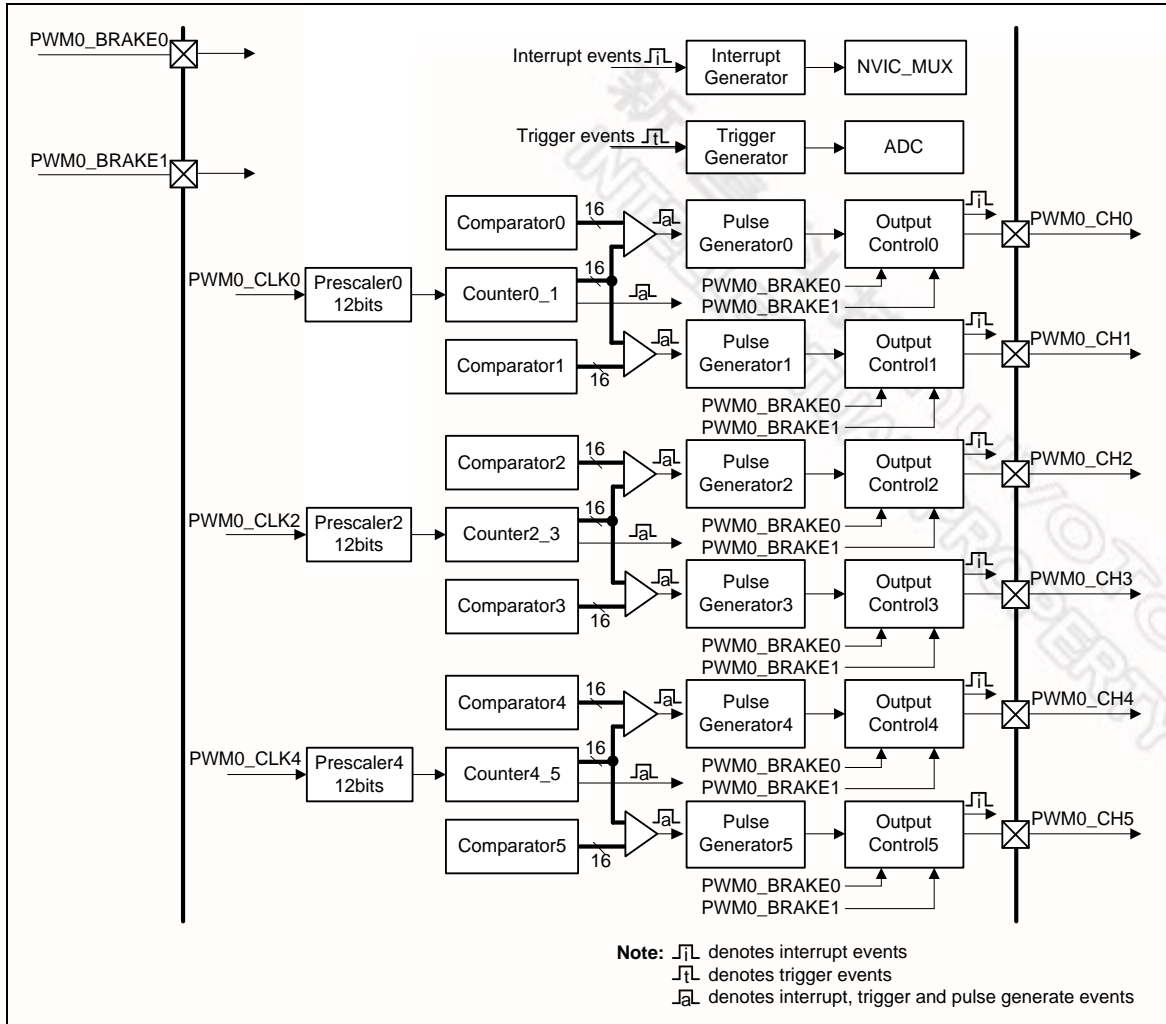 PWM0_BRAKE0
PWM0_BRAKE1
Interrupt events i
Interrupt
Generator
NVIC_MUX
Trigger events t
Trigger
Generator
ADC
Comparator0
16
a
Pulse
Generator0
Output
Control0
i
PWM0_CH0
PWM0_CLK0
Prescaler0
12bits
Counter0_1
16
a
PWM0_BRAKE0
PWM0_BRAKE1
Comparator1
16
a
Pulse
Generator1
Output
Control1
i
PWM0_CH1
PWM0_BRAKE0
PWM0_BRAKE1
Comparator2
16
a
Pulse
Generator2
Output
Control2
i
PWM0_CH2
PWM0_CLK2
Prescaler2
12bits
Counter2_3
16
a
PWM0_BRAKE0
PWM0_BRAKE1
Comparator3
16
a
Pulse
Generator3
Output
Control3
i
PWM0_CH3
PWM0_BRAKE0
PWM0_BRAKE1
Comparator4
16
a
Pulse
Generator4
Output
Control4
i
PWM0_CH4
PWM0_CLK4
Prescaler4
12bits
Counter4_5
16
a
PWM0_BRAKE0
PWM0_BRAKE1
Comparator5
16
a
Pulse
Generator5
Output
Control5
i
PWM0_CH5
PWM0_BRAKE0
PWM0_BRAKE1
Note: i denotes interrupt events
t denotes trigger events
a denotes interrupt, trigger and pulse generate events